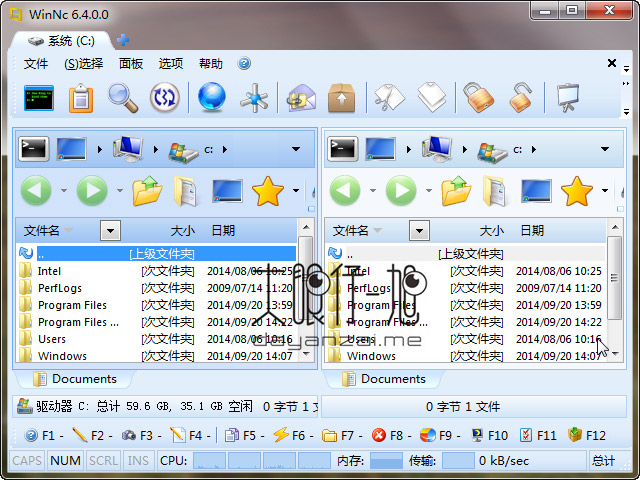 WinNc 6.4.0.0
系统 (C:)
文件 (S)选择 面板 选项 帮助
c: c:
文件名 大小 日期 文件名 大小 日期
.. [上级文件夹] .. [上级文件夹]
Intel [次文件夹] 2014/08/06 10:25 Intel [次文件夹] 2014/08/06 10:25
PerfLogs [次文件夹] 2009/07/14 11:20 PerfLogs [次文件夹] 2009/07/14 11:20
Program Files [次文件夹] 2014/09/20 13:59 Program Files [次文件夹] 2014/09/20 13:59
Program Files ... [次文件夹] 2014/09/20 14:22 Program Files ... [次文件夹] 2014/09/20 14:22
Users [次文件夹] 2014/08/06 10:16 Users [次文件夹] 2014/08/06 10:16
Windows [次文件夹] 2014/09/20 14:07 Windows [次文件夹] 2014/09/20 14:07
大眼仔~旭
dayanzai.me
Documents Documents
驱动器 C: 总计 59.6 GB, 35.1 GB 空闲 0 字节 1 0 字节 1 文件
F1 - F2 - F3 - F4 - F5 - F6 - F7 - F8 - F9 - F10 F11 F12
CAPS NUM SCRL INS CPU: 内存: 传输: 0 kB/sec 总计